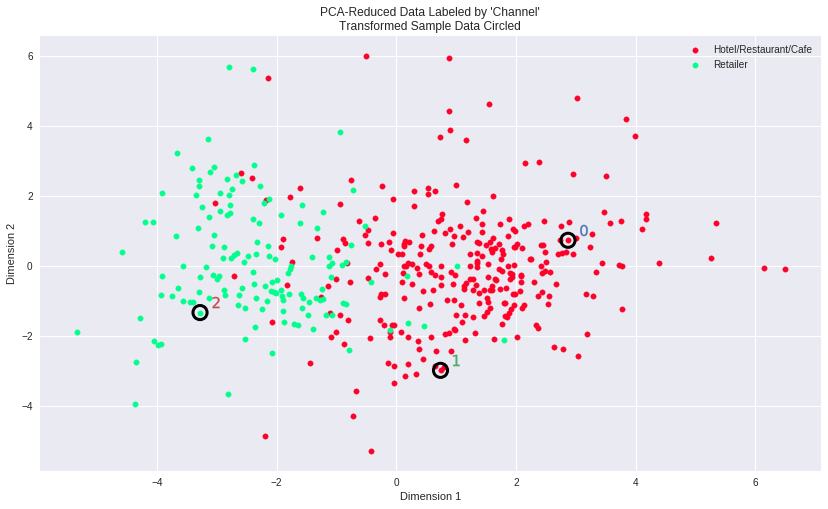 PCA-Reduced Data Labeled by 'Channel'
Transformed Sample Data Circled
Hotel/Restaurant/Cafe
Retailer
6
4
2
0
−2
−4
Dimension 2
0
2
1
−4
−2
0
2
4
6
Dimension 1